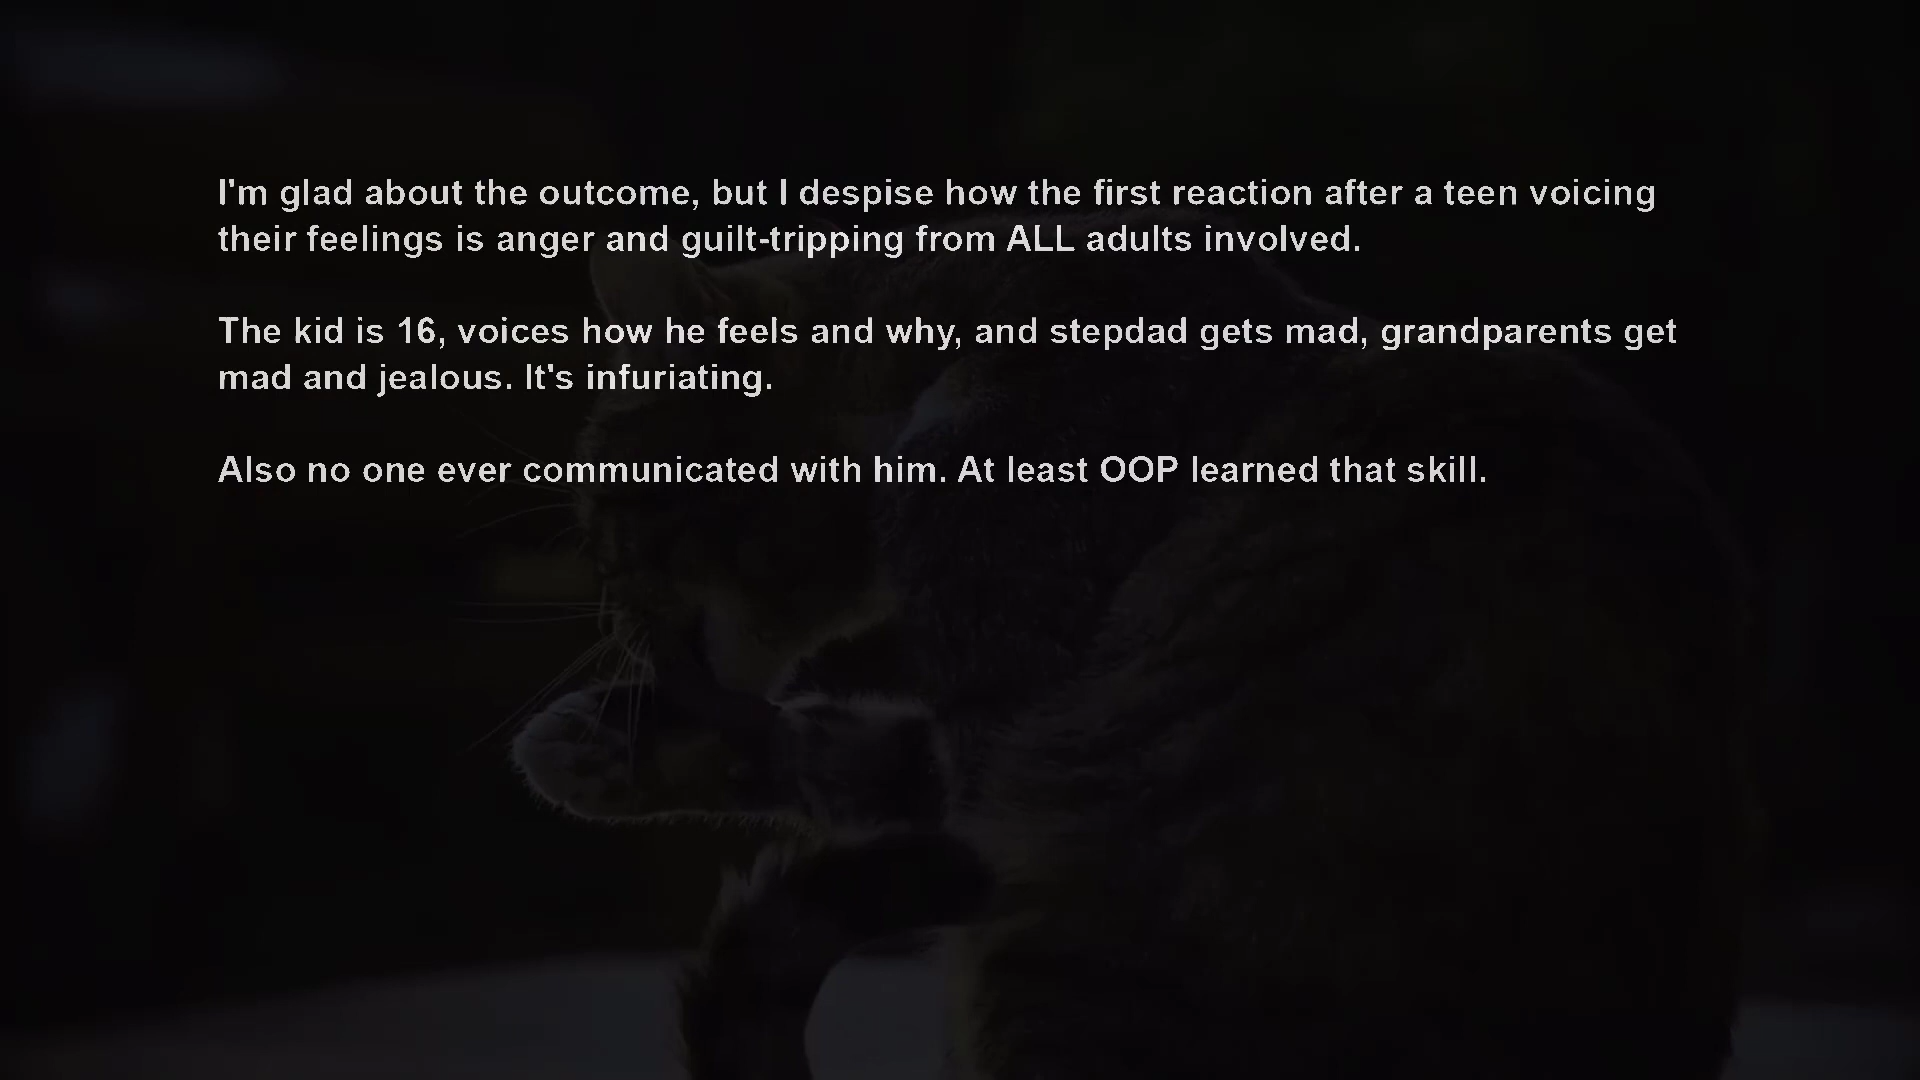 I'm glad about the outcome, but I despise how the first reaction after a teen voicing
their feelings is anger and guilt-tripping from ALL adults involved.
The kid is 16, voices how he feels and why, and stepdad gets mad, grandparents get
mad and jealous. It's infuriating.
Also no one ever communicated with him. At least OOP learned that skill.